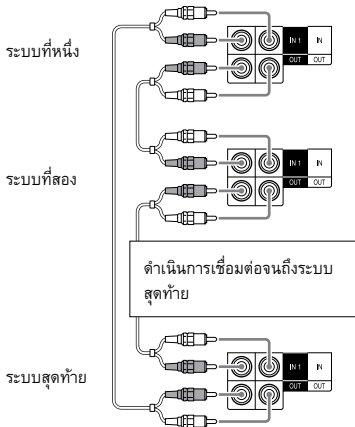 ระบบที่หนึ่ง
IN 1 IN
OUT OUT
ระบบที่สอง
IN 1 IN
OUT OUT
ดำเนินการเชื่อมต่อจนถึงระบบ
สุดท้าย
ระบบสุดท้าย
IN 1 IN
OUT OUT